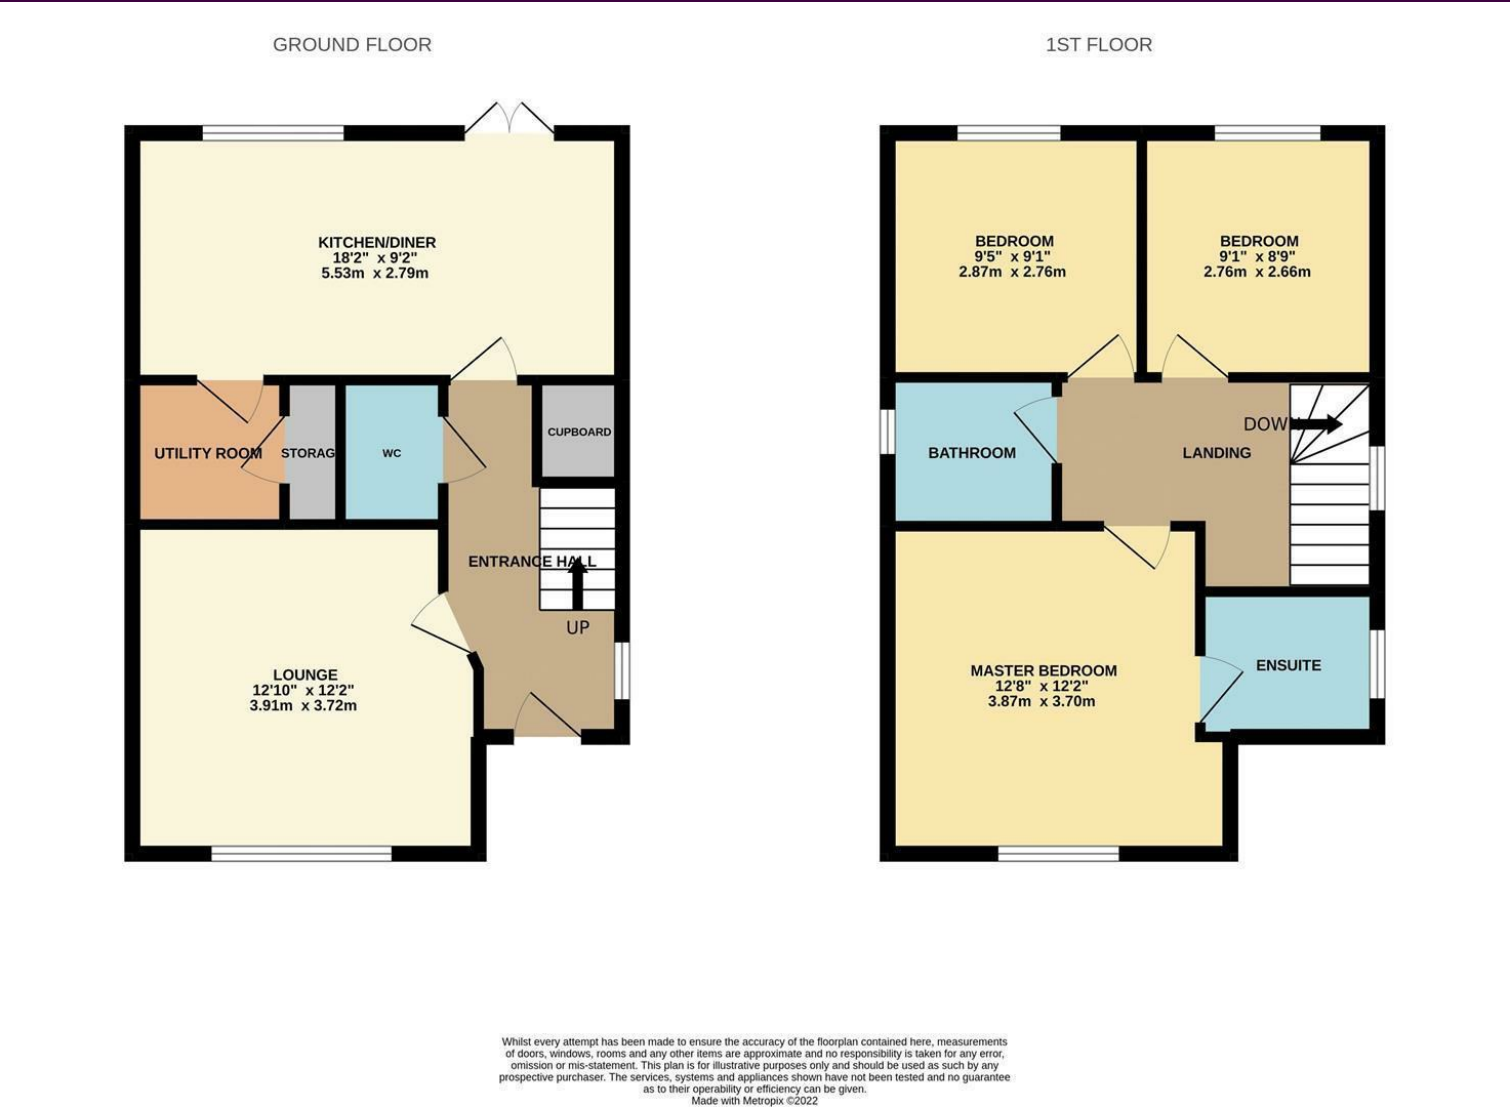 GROUND FLOOR
1ST FLOOR
KITCHEN/DINER
18'2" x 9'2"
5.53m x 2.79m
UTILITY ROOM
STORAG
WC
CUPBOARD
ENTRANCE HALL
UP
LOUNGE
12'10" x 12'2"
3.91m x 3.72m
BEDROOM
9'5" x 9'1"
2.87m x 2.76m
BEDROOM
9'1" x 8'9"
2.76m x 2.66m
DOWN
BATHROOM
LANDING
MASTER BEDROOM
12'8" x 12'2"
3.87m x 3.70m
ENSUITE
Whilst every attempt has been made to ensure the accuracy of the floorplan contained here, measurements
of doors, windows, rooms and any other items are approximate and no responsibility is taken for any error,
omission or mis-statement. This plan is for illustrative purposes only and should be used as such by any
prospective purchaser. The services, systems and appliances shown have not been tested and no guarantee
as to their operability or efficiency can be given.
Made with Metropix ©2022